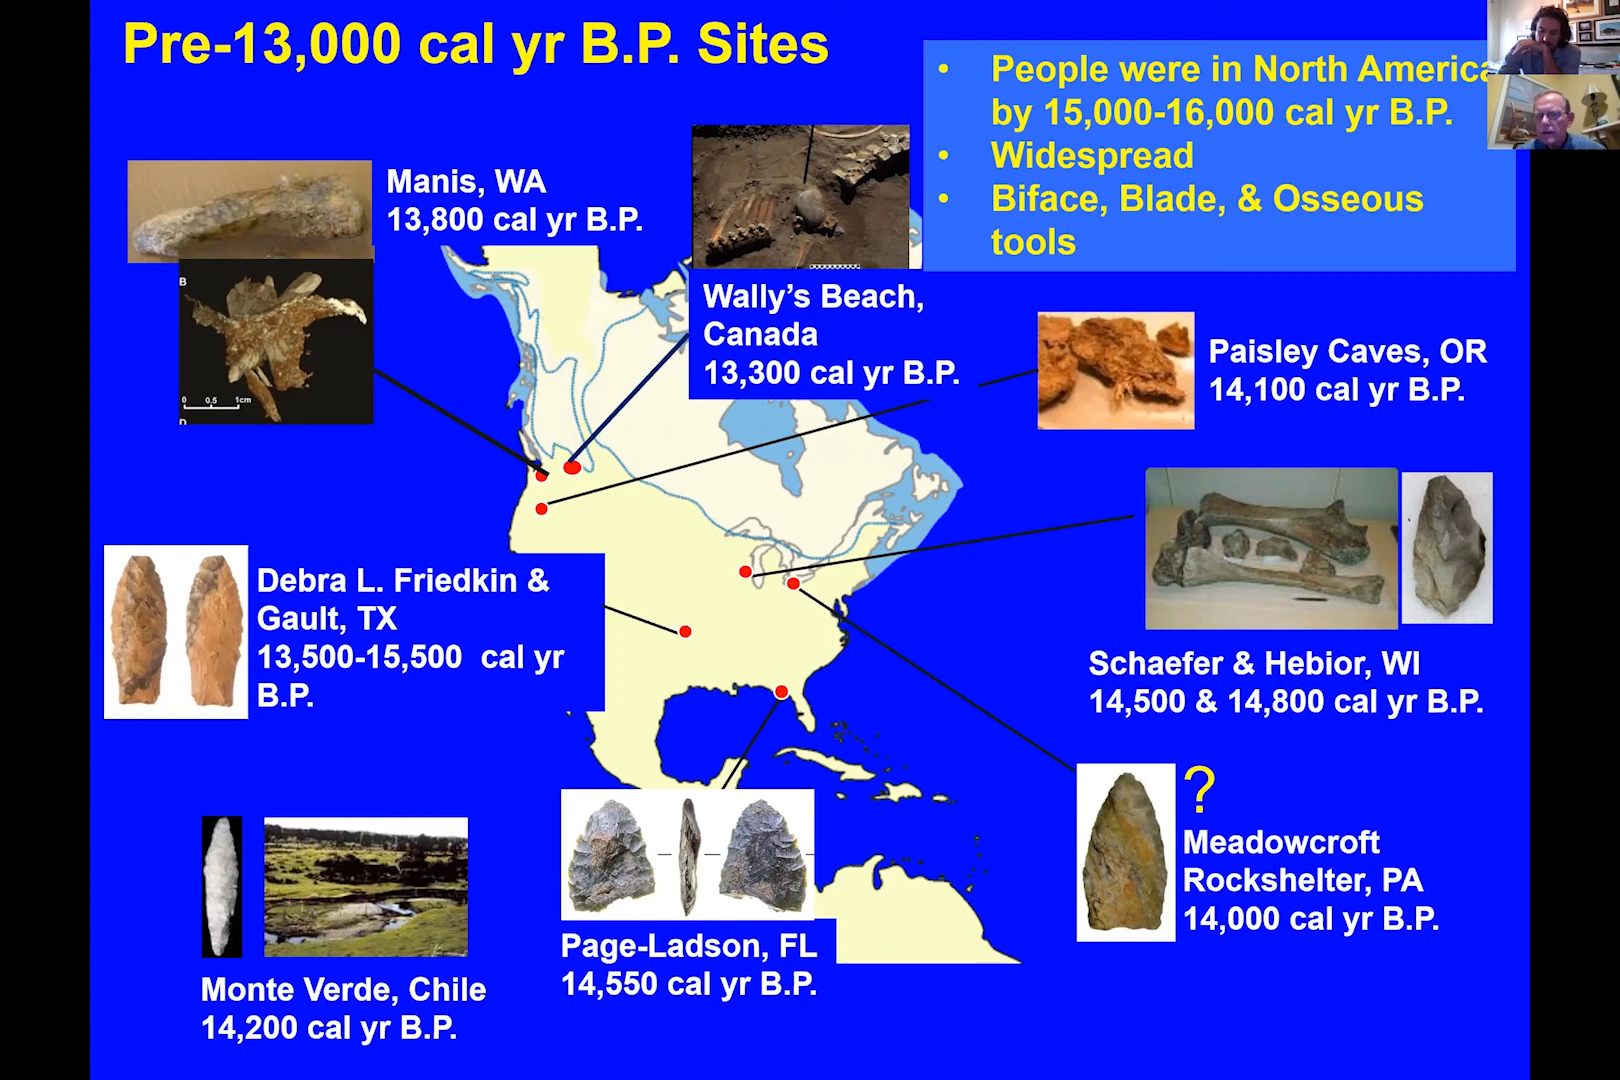 Pre-13,000 cal yr B.P. Sites
• People were in North America
by 15,000-16,000 cal yr B.P.
• Widespread
• Biface, Blade, & Osseous
tools
Manis, WA
13,800 cal yr B.P.
B
0 0.5 1cm
D
Wally’s Beach,
Canada
13,300 cal yr B.P.
Paisley Caves, OR
14,100 cal yr B.P.
Debra L. Friedkin &
Gault, TX
13,500-15,500 cal yr
B.P.
Schaefer & Hebior, WI
14,500 & 14,800 cal yr B.P.
?
Meadowcroft
Rockshelter, PA
14,000 cal yr B.P.
Page-Ladson, FL
14,550 cal yr B.P.
Monte Verde, Chile
14,200 cal yr B.P.